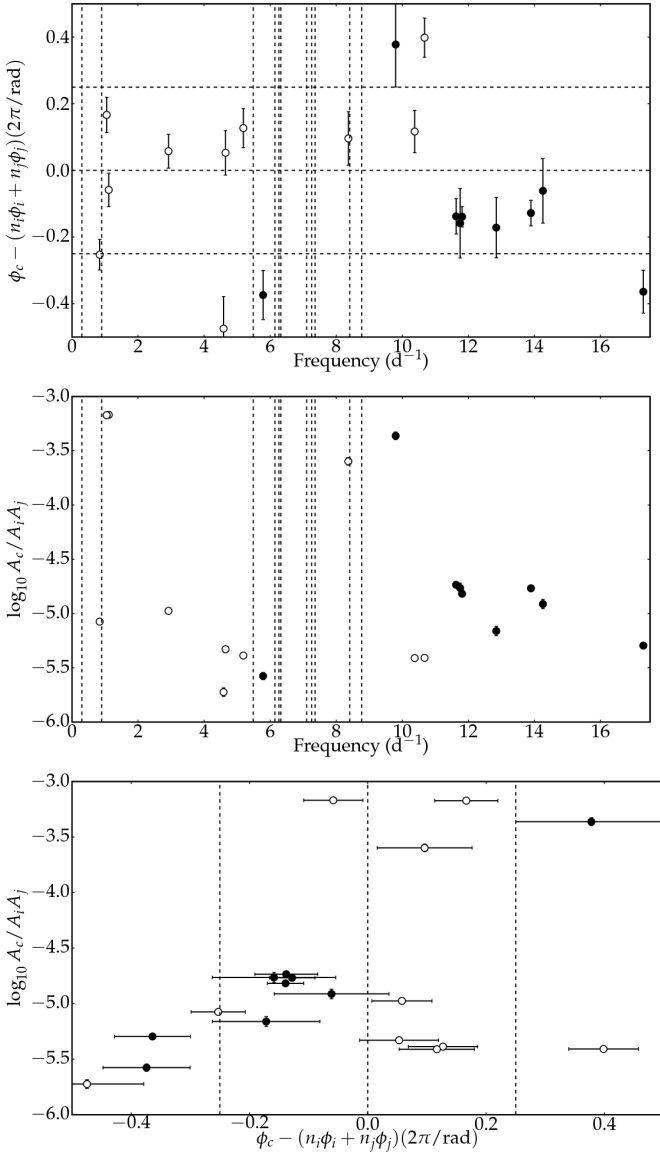 0.4
0.2
0.0
−0.2
−0.4
ϕc − (niϕi + njϕj)(2π/rad)
0 2 4 6 8 10 12 14 16
Frequency (d−1)
−3.0
−3.5
−4.0
−4.5
−5.0
−5.5
−6.0
log10 Ac/AiAj
0 2 4 6 8 10 12 14 16
Frequency (d−1)
−3.0
−3.5
−4.0
−4.5
−5.0
−5.5
−6.0
log10 Ac/AiAj
−0.4 −0.2 0.0 0.2 0.4
ϕc − (niϕi + njϕj)(2π/rad)